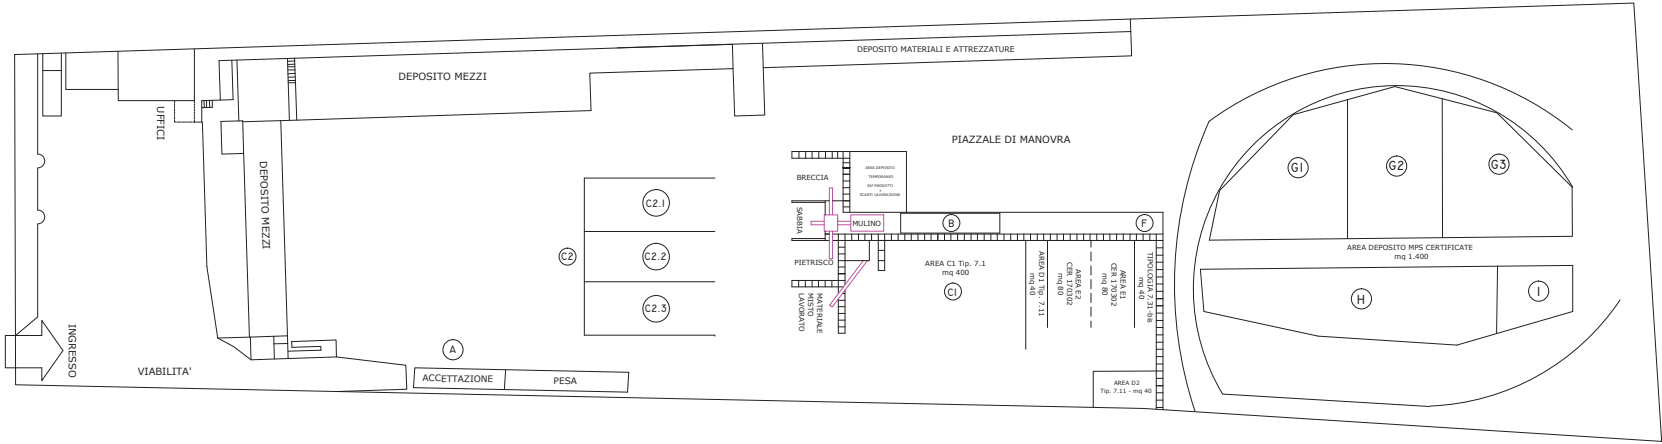 DEPOSITO MATERIALI E ATTREZZATURE
DEPOSITO MEZZI
UFFICI
PIAZZALE DI MANOVRA
DEPOSITO MEZZI
BRECCIA
AREA DEPOSITO
TEMPORANEO
SCARTI LAVORAZIONE
G1
G2
G3
C2.1
SABBIA
MULINO
B
F
C2
C2.2
PIETRISCO
AREA C1 Tip. 7.1
mq 400
C1
AREA D1 Tip. 7.11
mq 40
AREA E2
CER 170302
mq 80
AREA E1
CER 170302
mq 80
TIPOLOGIA 7.31-bis
mq 40
AREA DEPOSITO MPS CERTIFICATE
mq 1.400
C2.3
MATERIALE
MISTO
LAVORATO
H
I
INGRESSO
A
VIABILITA'
ACCETTAZIONE
PESA
AREA D2
Tip. 7.11 - mq 40